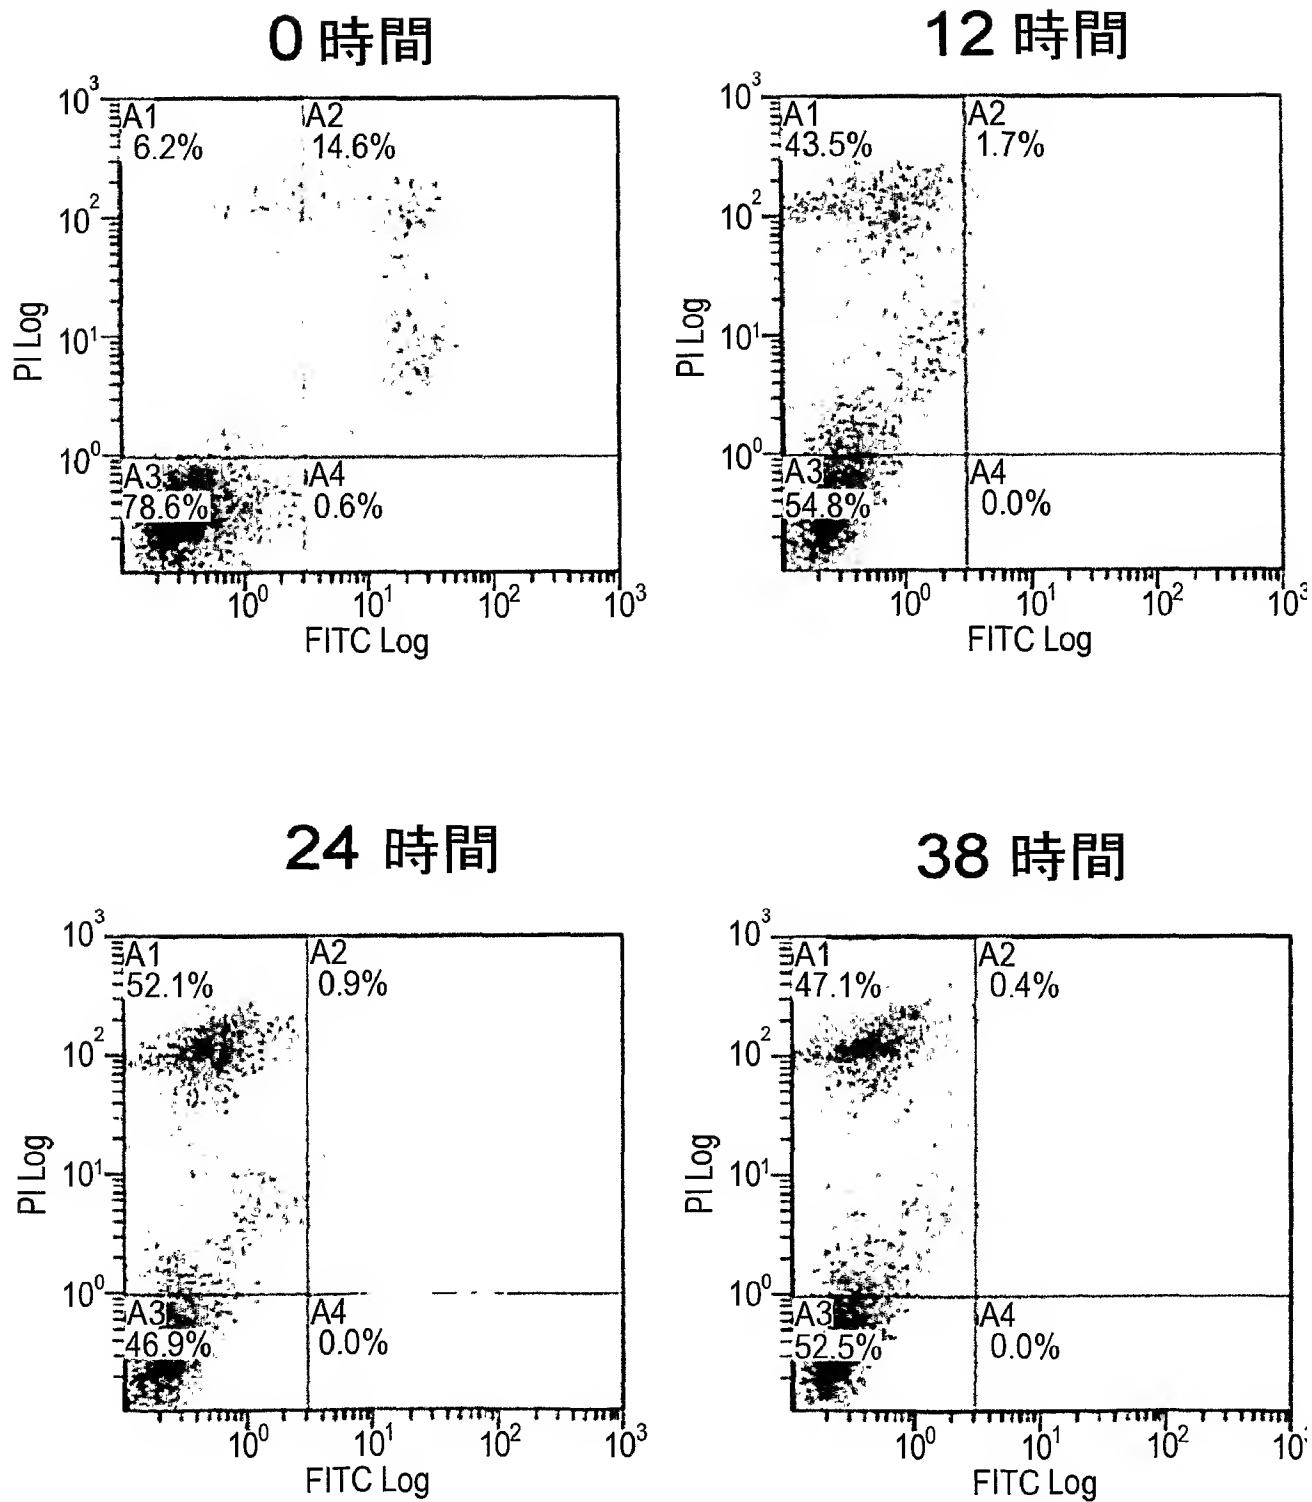 0 時間
10³
A1
6.2%
A2
14.6%
10²
10¹
10⁰
A3
78.6%
A4
0.6%
PI Log
10⁰ 10¹ 10² 10³
FITC Log
12 時間
10³
A1
43.5%
A2
1.7%
10²
10¹
10⁰
A3
54.8%
A4
0.0%
PI Log
10⁰ 10¹ 10² 10³
FITC Log
24 時間
10³
A1
52.1%
A2
0.9%
10²
10¹
10⁰
A3
46.9%
A4
0.0%
PI Log
10⁰ 10¹ 10² 10³
FITC Log
38 時間
10³
A1
47.1%
A2
0.4%
10²
10¹
10⁰
A3
52.5%
A4
0.0%
PI Log
10⁰ 10¹ 10² 10³
FITC Log